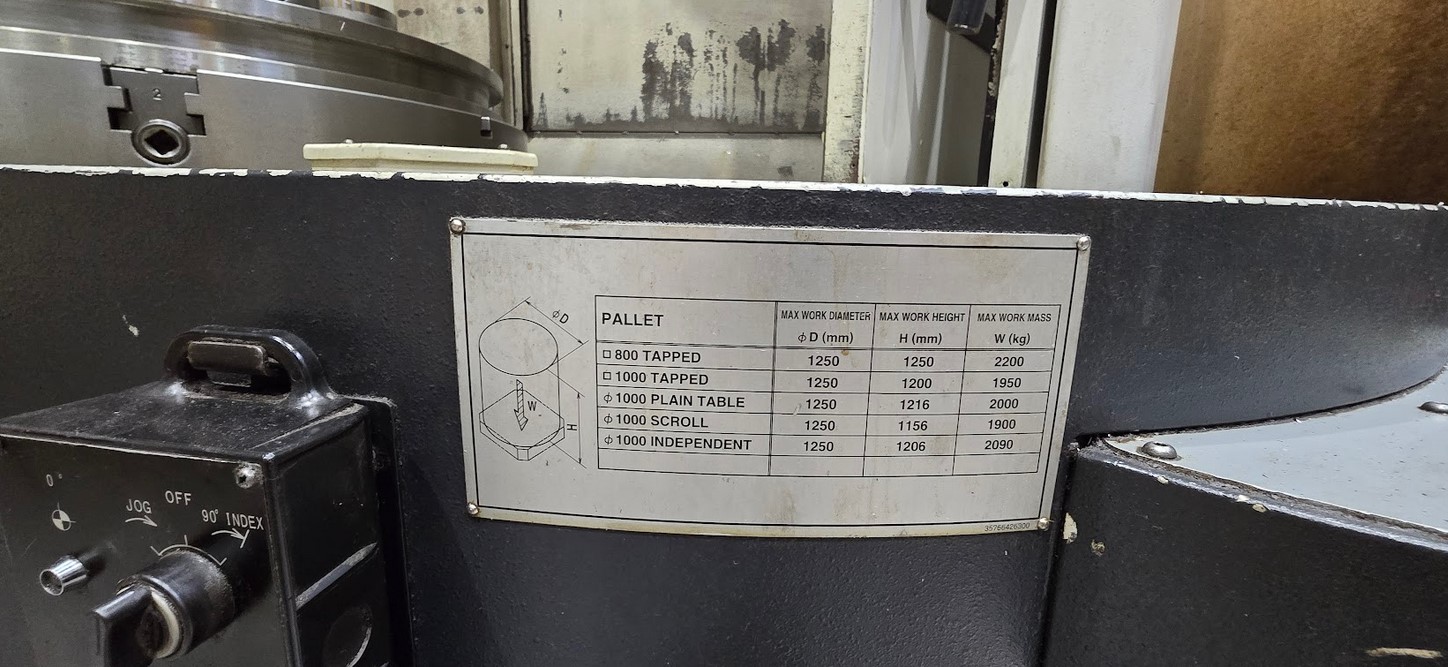 2
ϕD
W
H
PALLET MAX WORK DIAMETER ϕD (mm) MAX WORK HEIGHT H (mm) MAX WORK MASS W (kg)
□ 800 TAPPED 1250 1250 2200
□ 1000 TAPPED 1250 1200 1950
ϕ 1000 PLAIN TABLE 1250 1216 2000
ϕ 1000 SCROLL 1250 1156 1900
ϕ 1000 INDEPENDENT 1250 1206 2090
35766426300
0°
JOG
OFF
90° INDEX